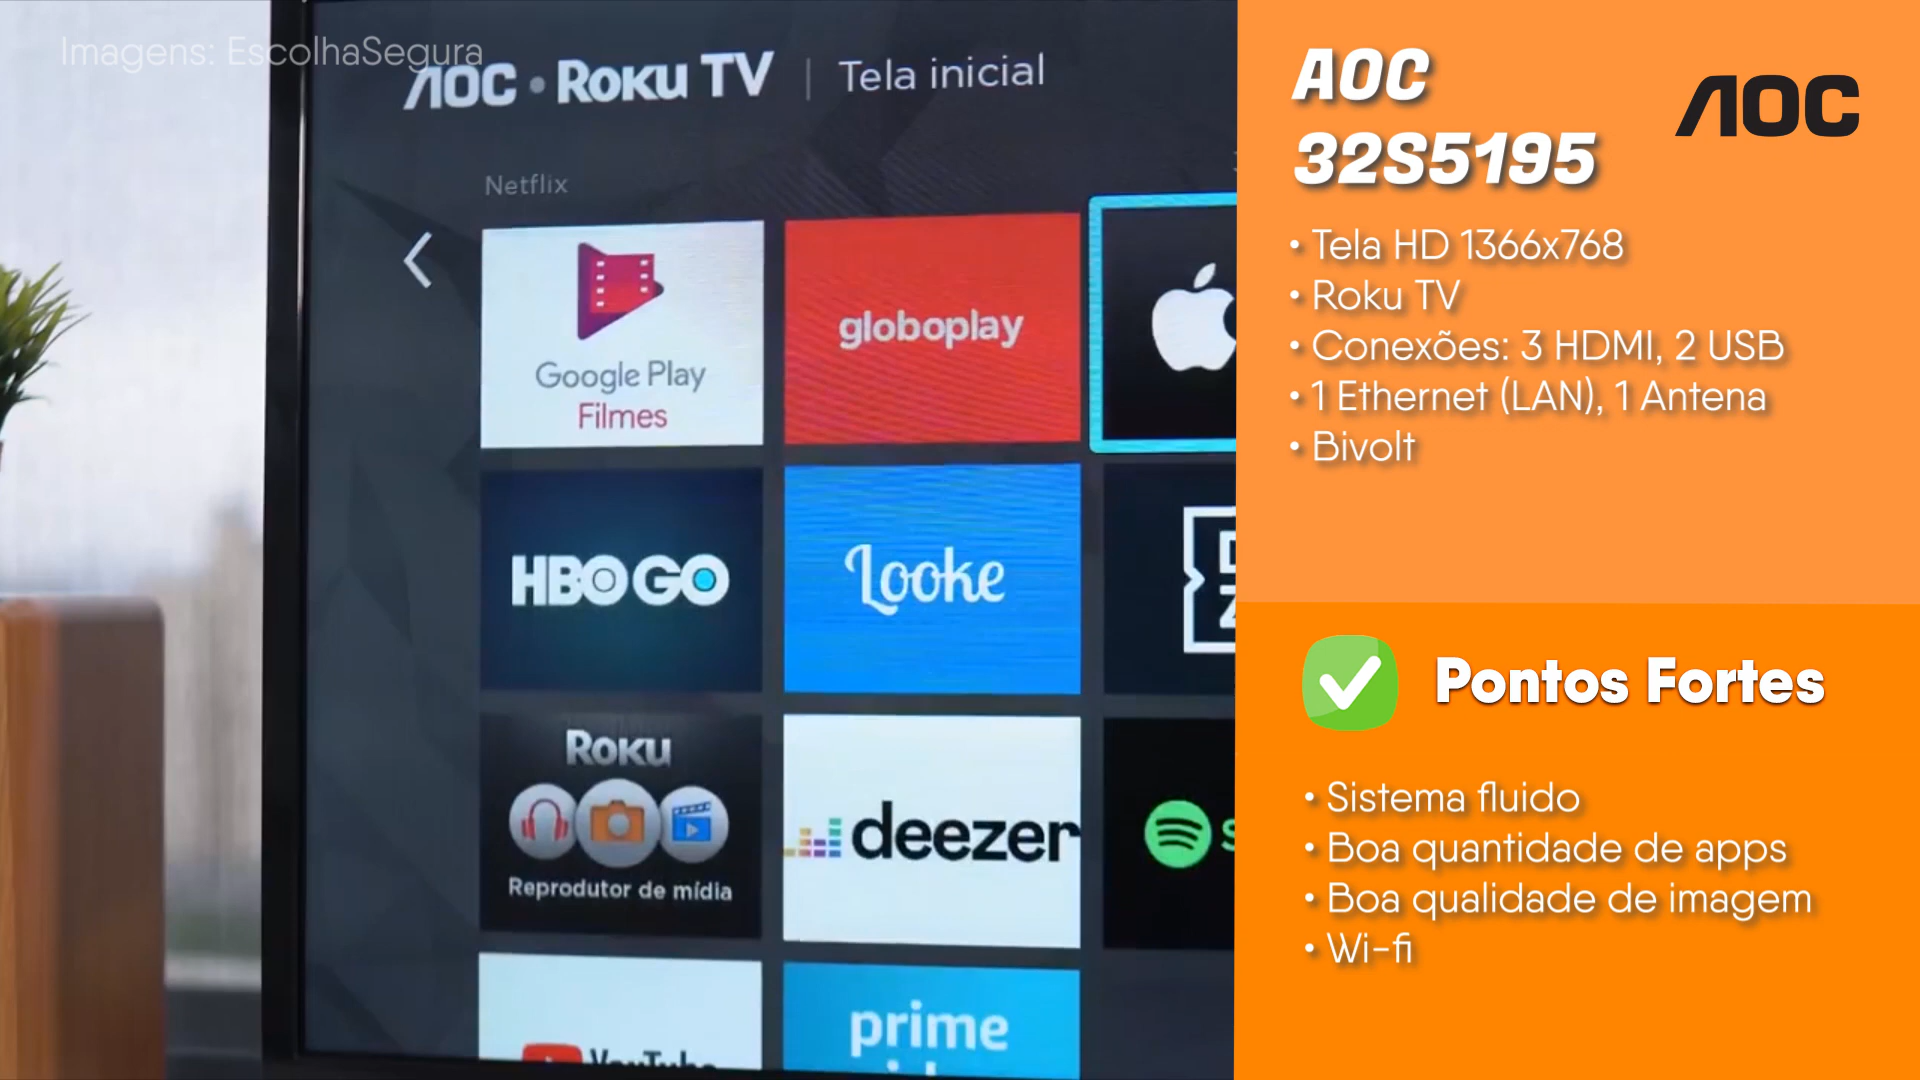 Imagens: EscolhaSegura
AOC • Roku TV | Tela inicial
Netflix
Google Play
Filmes
globoplay
HBO GO
Looke
Roku
Reprodutor de mídia
deezer
YouTube
prime
AOC
32S5195
AOC
• Tela HD 1366x768
• Roku TV
• Conexões: 3 HDMI, 2 USB
• 1 Ethernet (LAN), 1 Antena
• Bivolt
Pontos Fortes
• Sistema fluido
• Boa quantidade de apps
• Boa qualidade de imagem
• Wi-fi